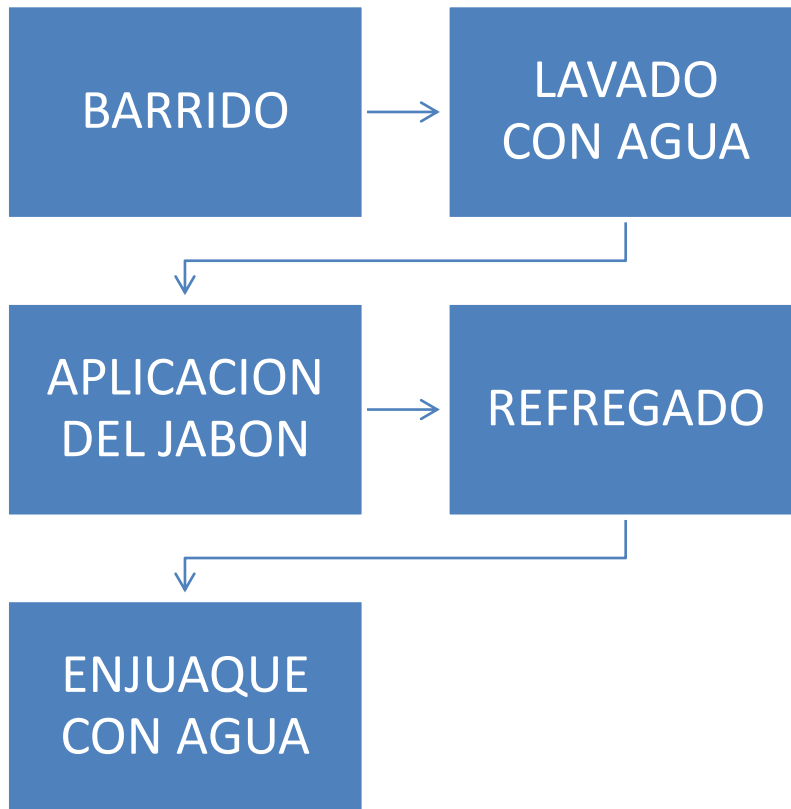 BARRIDO
LAVADO
CON AGUA
APLICACION
DEL JABON
REFREGADO
ENJUAQUE
CON AGUA